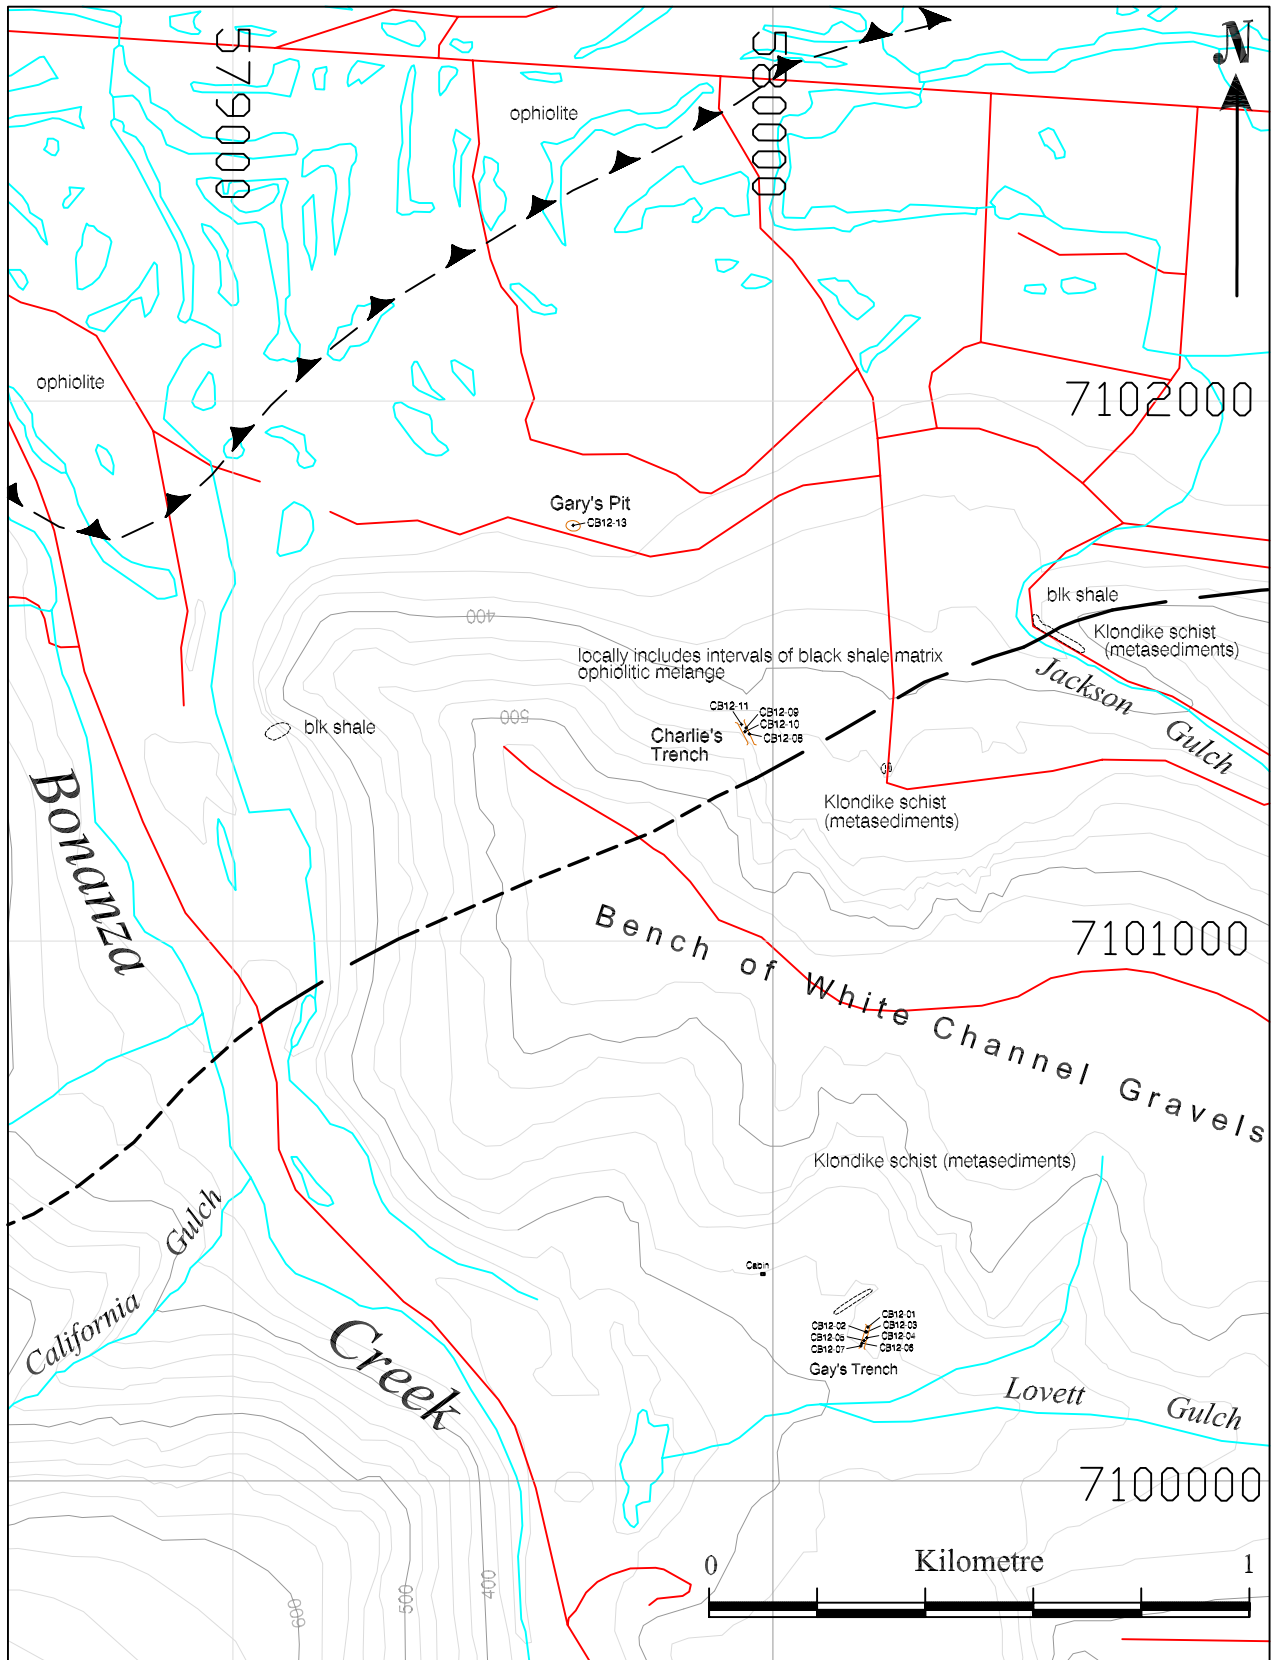 579000
580000
N
ophiolite
ophiolite
7102000
Gary's Pit
CB12-13
blk shale
400
Klondike schist
(metasediments)
locally includes intervals of black shale matrix
ophiolitic melange
Jackson
Gulch
CB12-11
CB12-09
CB12-10
CB12-08
500
blk shale
Charlie's
Trench
Klondike schist
(metasediments)
Bonanza
Bench of White Channel Gravels
7101000
Klondike schist (metasediments)
Gulch
California
Cabin
CB12-01
CB12-02
CB12-03
CB12-05
CB12-04
CB12-07
CB12-06
Gay's Trench
Creek
Lovett
Gulch
7100000
0
Kilometre
1
400
500
600